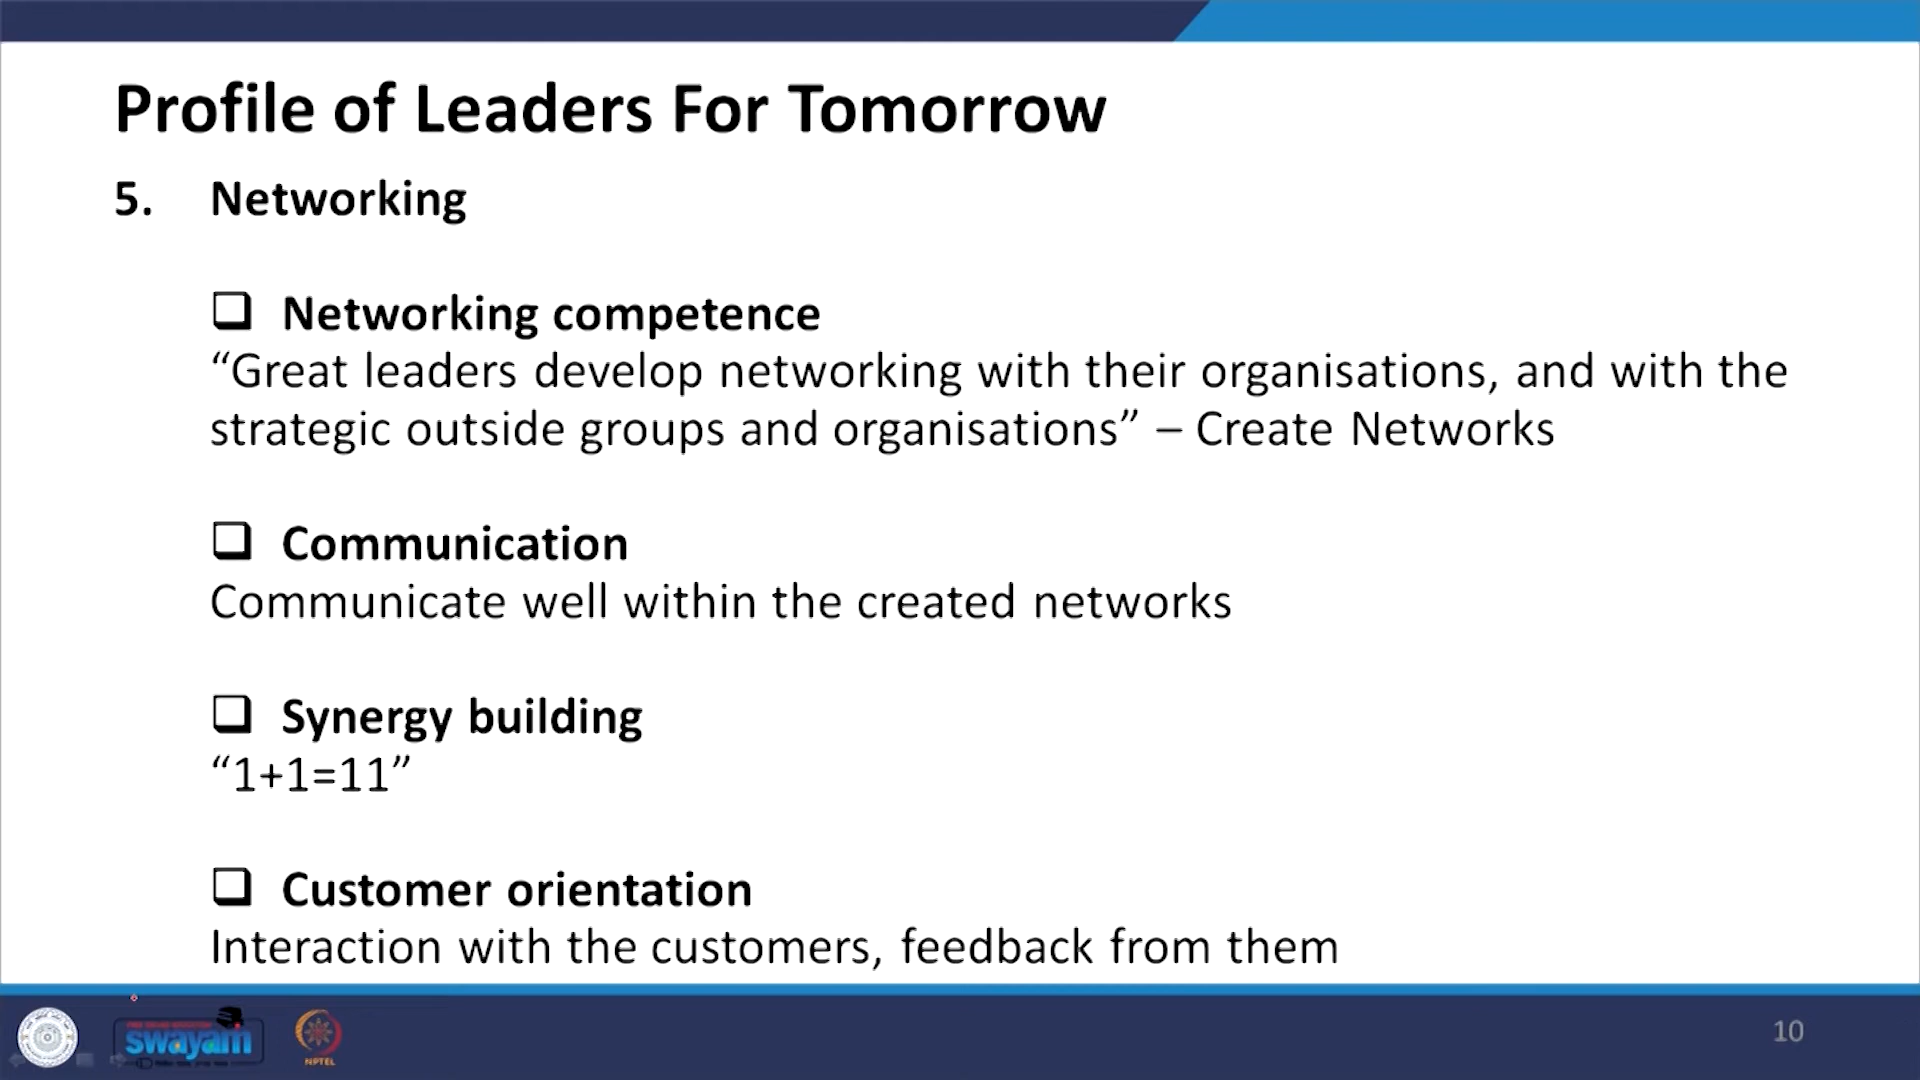 Profile of Leaders For Tomorrow
5. Networking
Networking competence
“Great leaders develop networking with their organisations, and with the
strategic outside groups and organisations” – Create Networks
Communication
Communicate well within the created networks
Synergy building
“1+1=11”
Customer orientation
Interaction with the customers, feedback from them
swayam
NPTEL
10